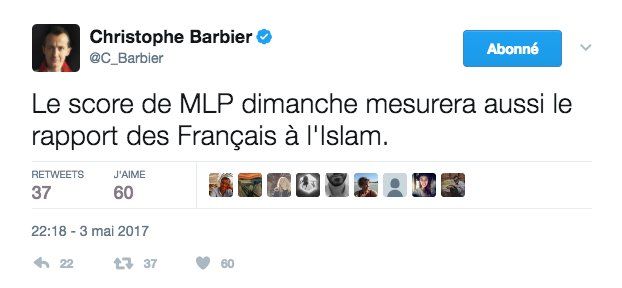 Christophe Barbier
@C_Barbier
Abonné
Le score de MLP dimanche mesurera aussi le
rapport des Français à l'Islam.
RETWEETS J'AIME
37 60
22:18 - 3 mai 2017
22 37 60